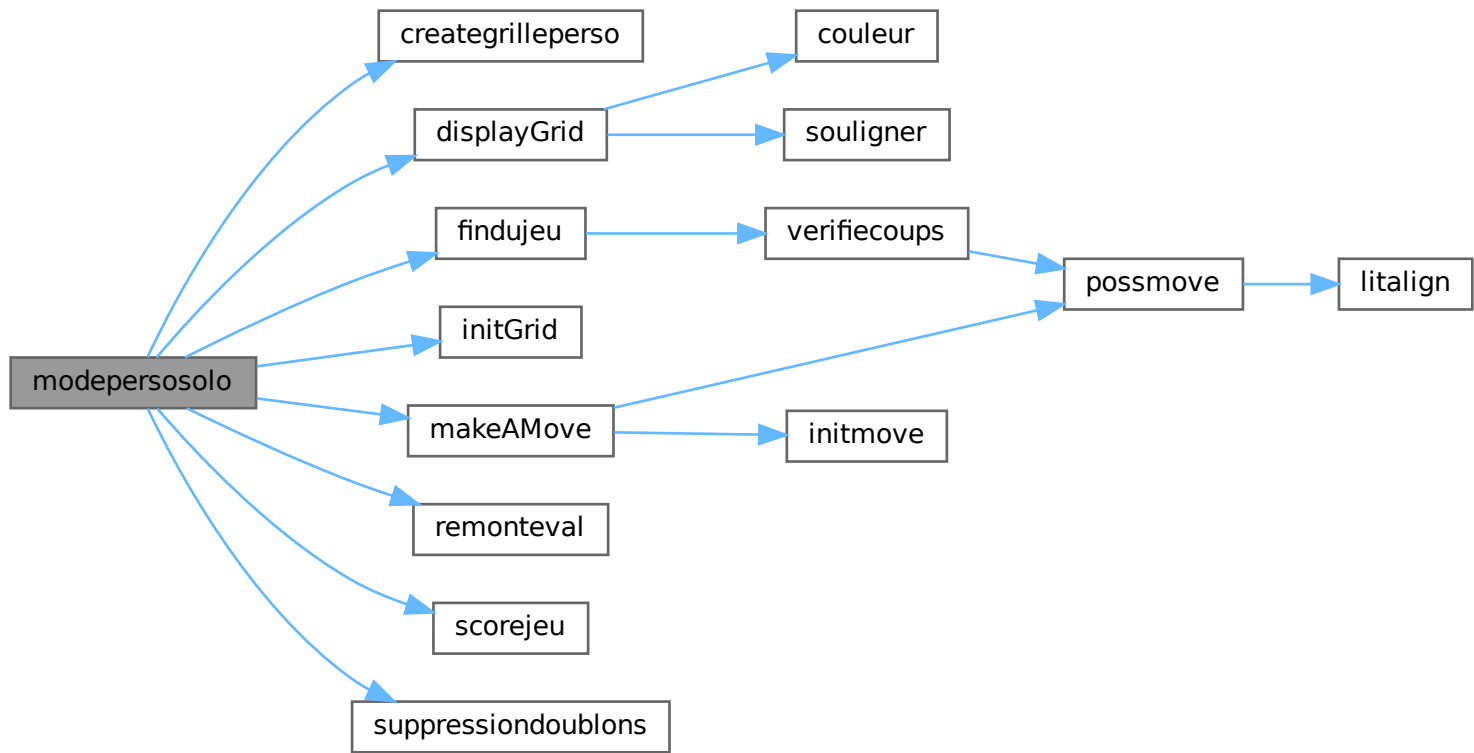 creategrilleperso
couleur
displayGrid
souligner
findujeu
verifiecoups
possmove
litalign
initGrid
modepersosolo
makeAMove
initmove
remonteval
scorejeu
suppressiondoublons